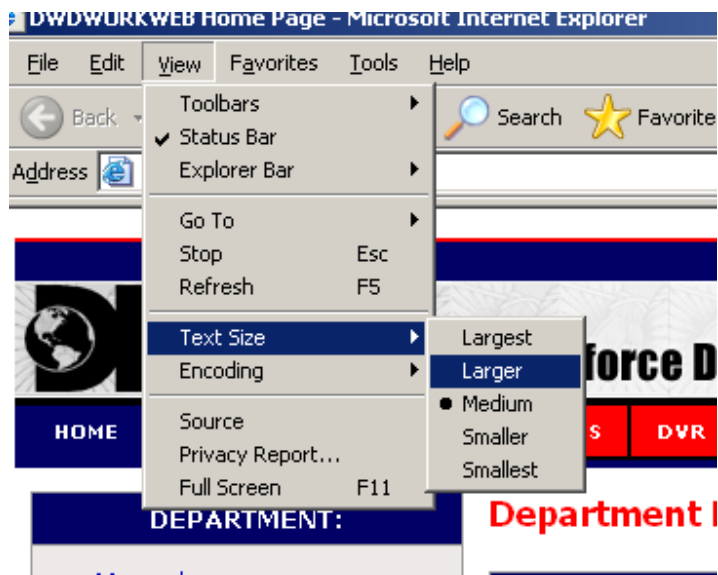 DWDWORKWEB Home Page - Microsoft Internet Explorer
File Edit View Favorites Tools Help
Back Search Favorite
Address
Toolbars
Status Bar
Explorer Bar
Go To
Stop Esc
Refresh F5
Text Size
Encoding
Source
Privacy Report...
Full Screen F11
Largest
Larger
Medium
Smaller
Smallest
force D
HOME S DVR
DEPARTMENT:
Department